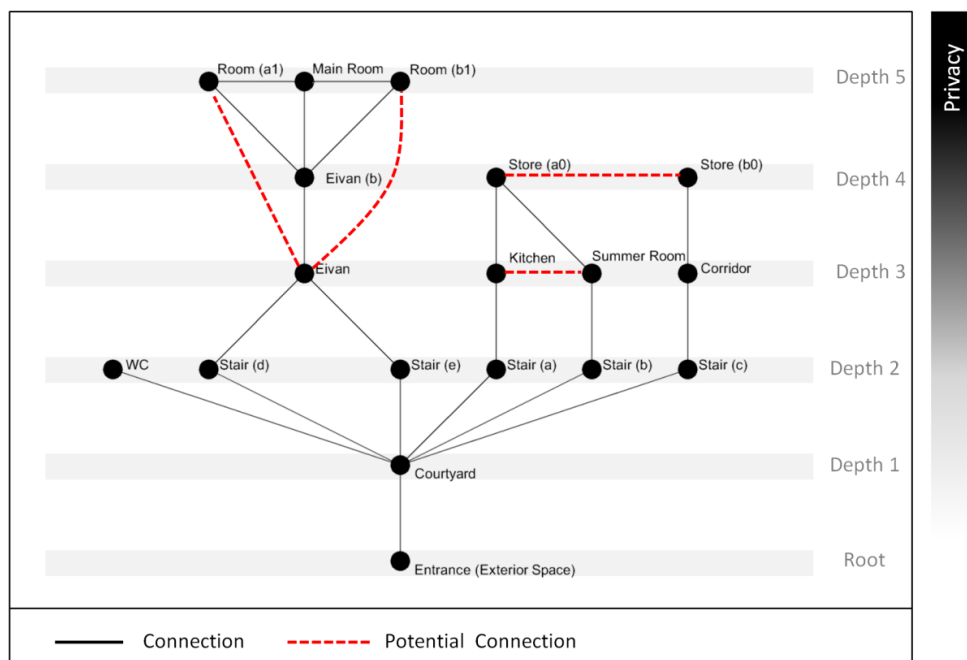 Room (a1) Main Room Room (b1)
Depth 5
Privacy
Eivan (b)
Store (a0)
Store (b0)
Depth 4
Eivan
Kitchen
Summer Room
Corridor
Depth 3
WC
Stair (d)
Stair (e)
Stair (a)
Stair (b)
Stair (c)
Depth 2
Courtyard
Depth 1
Entrance (Exterior Space)
Root
Connection
Potential Connection